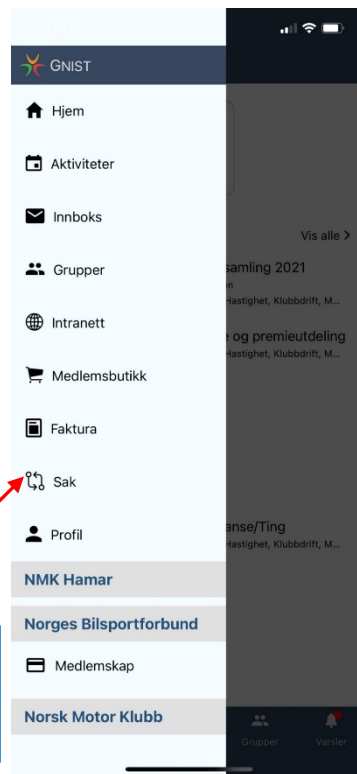 GNIST
Hjem
Aktiviteter
Innboks
Vis alle >
Grupper
samling 2021
Hastighet, Klubbdrift, M...
Intranett
og premieutdeling
Hastighet, Klubbdrift, M...
Medlemsbutikk
Faktura
Sak
Profil
anse/Ting
Hastighet, Klubbdrift, M...
NMK Hamar
Norges Bilsportforbund
Medlemskap
Norsk Motor Klubb
Grupper
Varsler